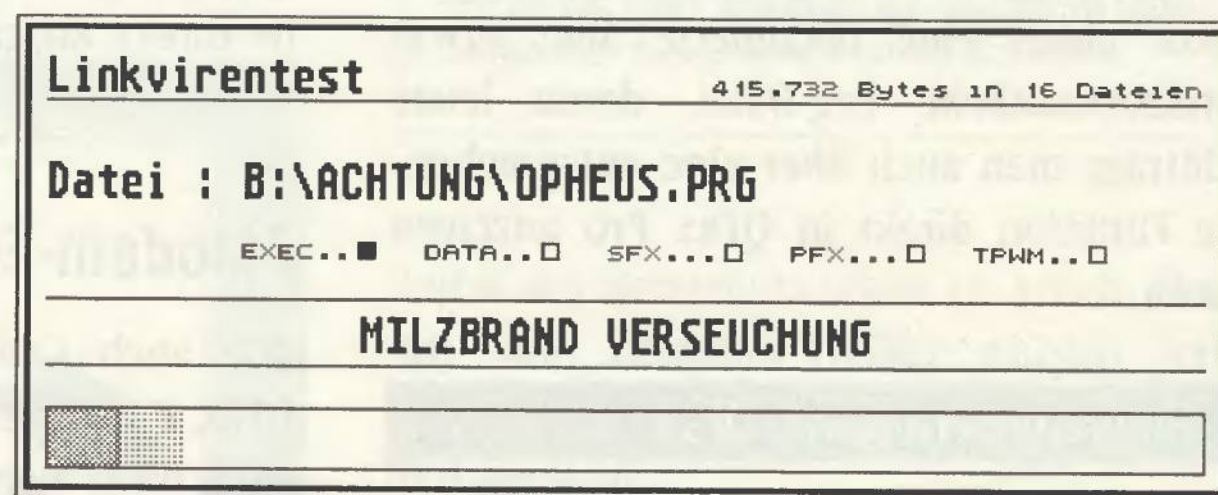 Linkvirentest
415.732 Bytes in 16 Dateien
Datei : B:\ACHTUNG\OPHEUS.PRG
EXEC..■ DATA..□ SFX...□ PFX...□ TPWM..□
MILZBRAND VERSEUCHUNG